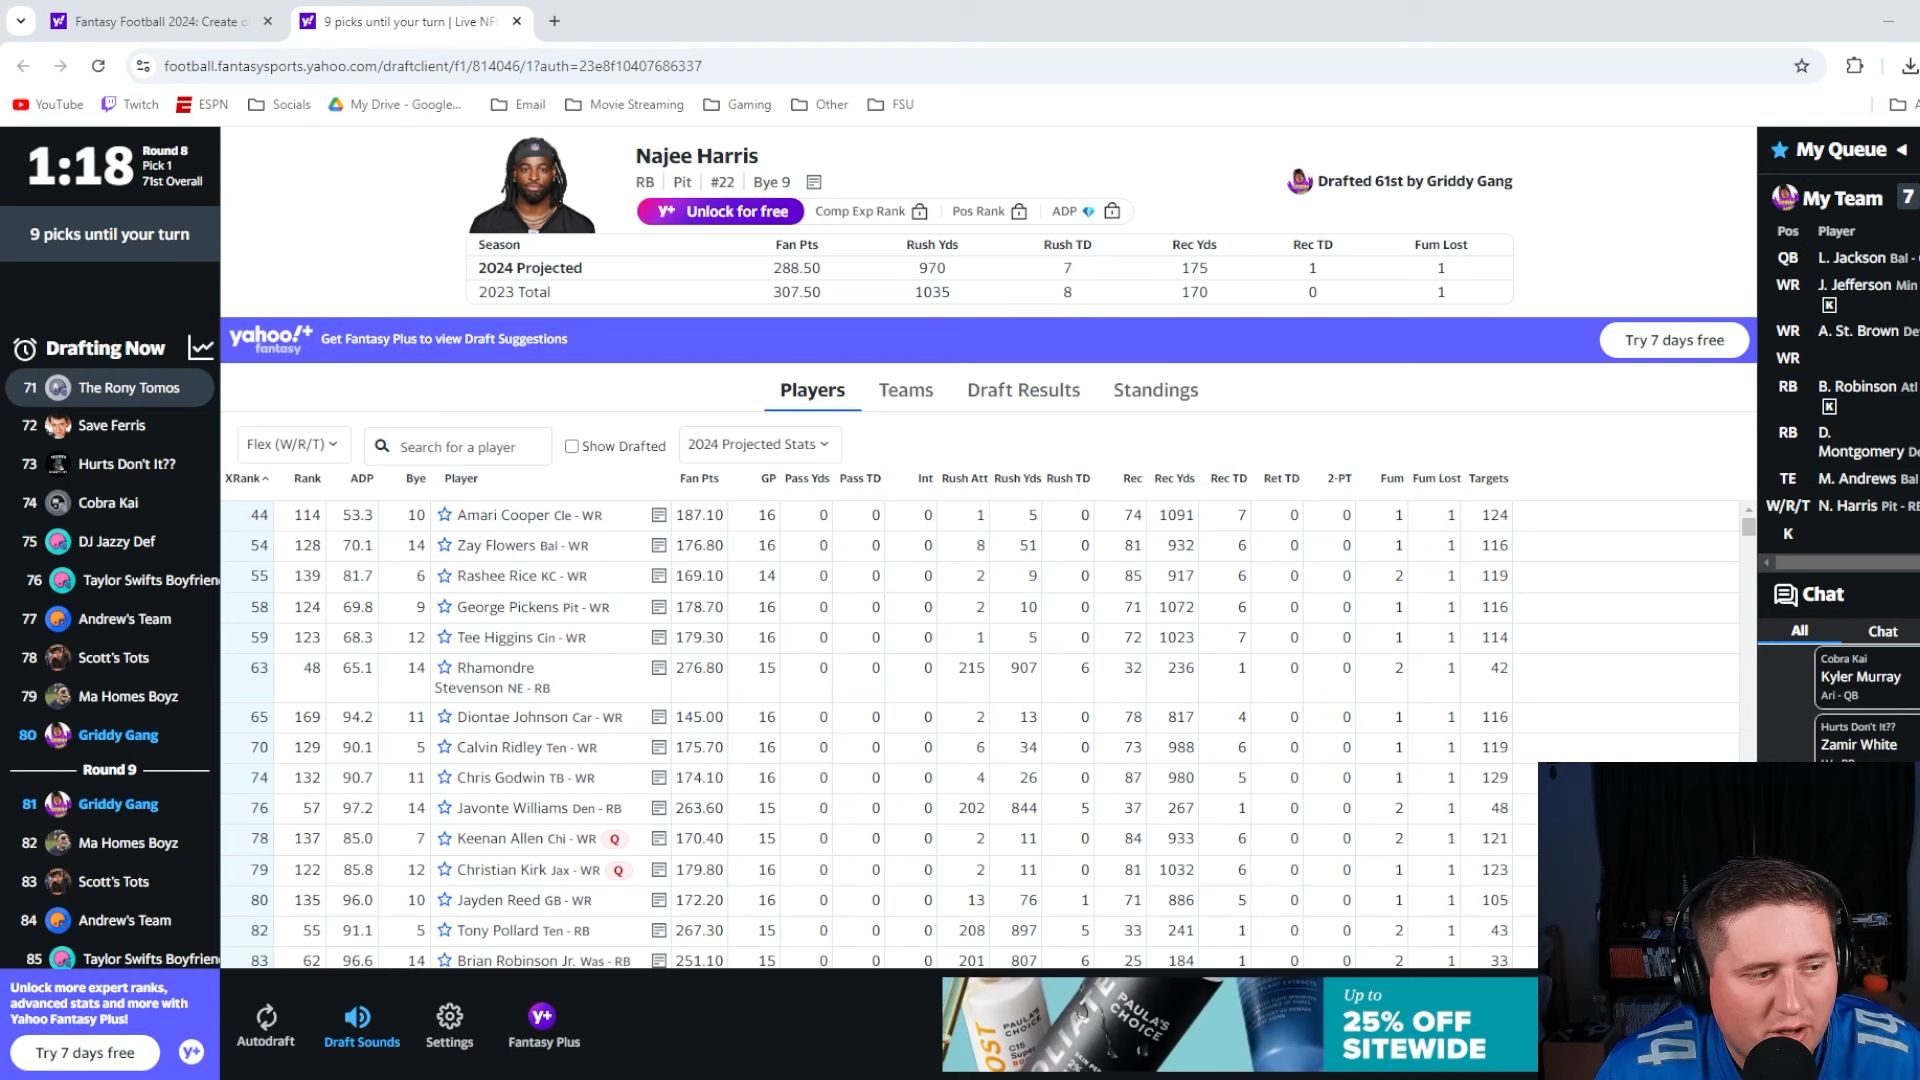 Fantasy Football 2024: Create o
9 picks until your turn | Live NF
football.fantasysports.yahoo.com/draftclient/f1/814046/1?auth=23e8f10407686337
YouTube Twitch ESPN Socials My Drive - Google... Email Movie Streaming Gaming Other FSU
1:18
Round 8
Pick 1
71st Overall
9 picks until your turn
Drafting Now
71 The Rony Tomos
72 Save Ferris
73 Hurts Don't It??
74 Cobra Kai
75 DJ Jazzy Def
76 Taylor Swifts Boyfrien
77 Andrew's Team
78 Scott's Tots
79 Ma Homes Boyz
80 Griddy Gang
Round 9
81 Griddy Gang
82 Ma Homes Boyz
83 Scott's Tots
84 Andrew's Team
85 Taylor Swifts Boyfrien
Unlock more expert ranks,
advanced stats and more with
Yahoo Fantasy Plus!
Try 7 days free y+
Najee Harris
RB Pit #22 Bye 9
y+ Unlock for free Comp Exp Rank Pos Rank ADP
Drafted 61st by Griddy Gang
Season Fan Pts Rush Yds Rush TD Rec Yds Rec TD Fum Lost
2024 Projected 288.50 970 7 175 1 1
2023 Total 307.50 1035 8 170 0 1
yahoo!+
fantasy
Get Fantasy Plus to view Draft Suggestions
Try 7 days free
Players Teams Draft Results Standings
Flex (W/R/T) Search for a player Show Drafted 2024 Projected Stats
XRank Rank ADP Bye Player Fan Pts GP Pass Yds Pass TD Int Rush Att Rush Yds Rush TD Rec Rec Yds Rec TD Ret TD 2-PT Fum Fum Lost Targets
44 114 53.3 10 Amari Cooper Cle - WR 187.10 16 0 0 0 1 5 0 74 1091 7 0 0 1 1 124
54 128 70.1 14 Zay Flowers Bal - WR 176.80 16 0 0 0 8 51 0 81 932 6 0 0 1 1 116
55 139 81.7 6 Rashee Rice KC - WR 169.10 14 0 0 0 2 9 0 85 917 6 0 0 2 1 119
58 124 69.8 9 George Pickens Pit - WR 178.70 16 0 0 0 2 10 0 71 1072 6 0 0 1 1 116
59 123 68.3 12 Tee Higgins Cin - WR 179.30 16 0 0 0 1 5 0 72 1023 7 0 0 1 1 114
63 48 65.1 14 Rhamondre 276.80 15 0 0 0 215 907 6 32 236 1 0 0 2 1 42
Stevenson NE - RB
65 169 94.2 11 Diontae Johnson Car - WR 145.00 16 0 0 0 2 13 0 78 817 4 0 0 1 1 116
70 129 90.1 5 Calvin Ridley Ten - WR 175.70 16 0 0 0 6 34 0 73 988 6 0 0 1 1 119
74 132 90.7 11 Chris Godwin TB - WR 174.10 16 0 0 0 4 26 0 87 980 5 0 0 1 1 129
76 57 97.2 14 Javonte Williams Den - RB 263.60 15 0 0 0 202 844 5 37 267 1 0 0 2 1 48
78 137 85.0 7 Keenan Allen Chi - WR Q 170.40 15 0 0 0 2 11 0 84 933 6 0 0 2 1 121
79 122 85.8 12 Christian Kirk Jax - WR Q 179.80 16 0 0 0 2 11 0 81 1032 6 0 0 1 1 123
80 135 96.0 10 Jayden Reed GB - WR 172.20 16 0 0 0 13 76 1 71 886 5 0 0 1 1 105
82 55 91.1 5 Tony Pollard Ten - RB 267.30 15 0 0 0 208 897 5 33 241 1 0 0 2 1 43
83 62 96.6 14 Brian Robinson Jr. Was - RB 251.10 15 0 0 0 201 807 6 25 184 1 0 0 2 1 33
Autodraft Draft Sounds Settings Fantasy Plus
PAULA'S
CHOICE
PAULA'S
CHOICE
Up to
25% OFF
SITEWIDE
My Queue
My Team 7
Pos Player
QB L. Jackson Bal -
WR J. Jefferson Min
K
WR A. St. Brown De
WR
RB B. Robinson Atl
K
RB D.
Montgomery De
TE M. Andrews Bal
W/R/T N. Harris Pit - RB
K
Chat
All Chat
Cobra Kai
Kyler Murray
Ari - QB
Hurts Don't It??
Zamir White
14